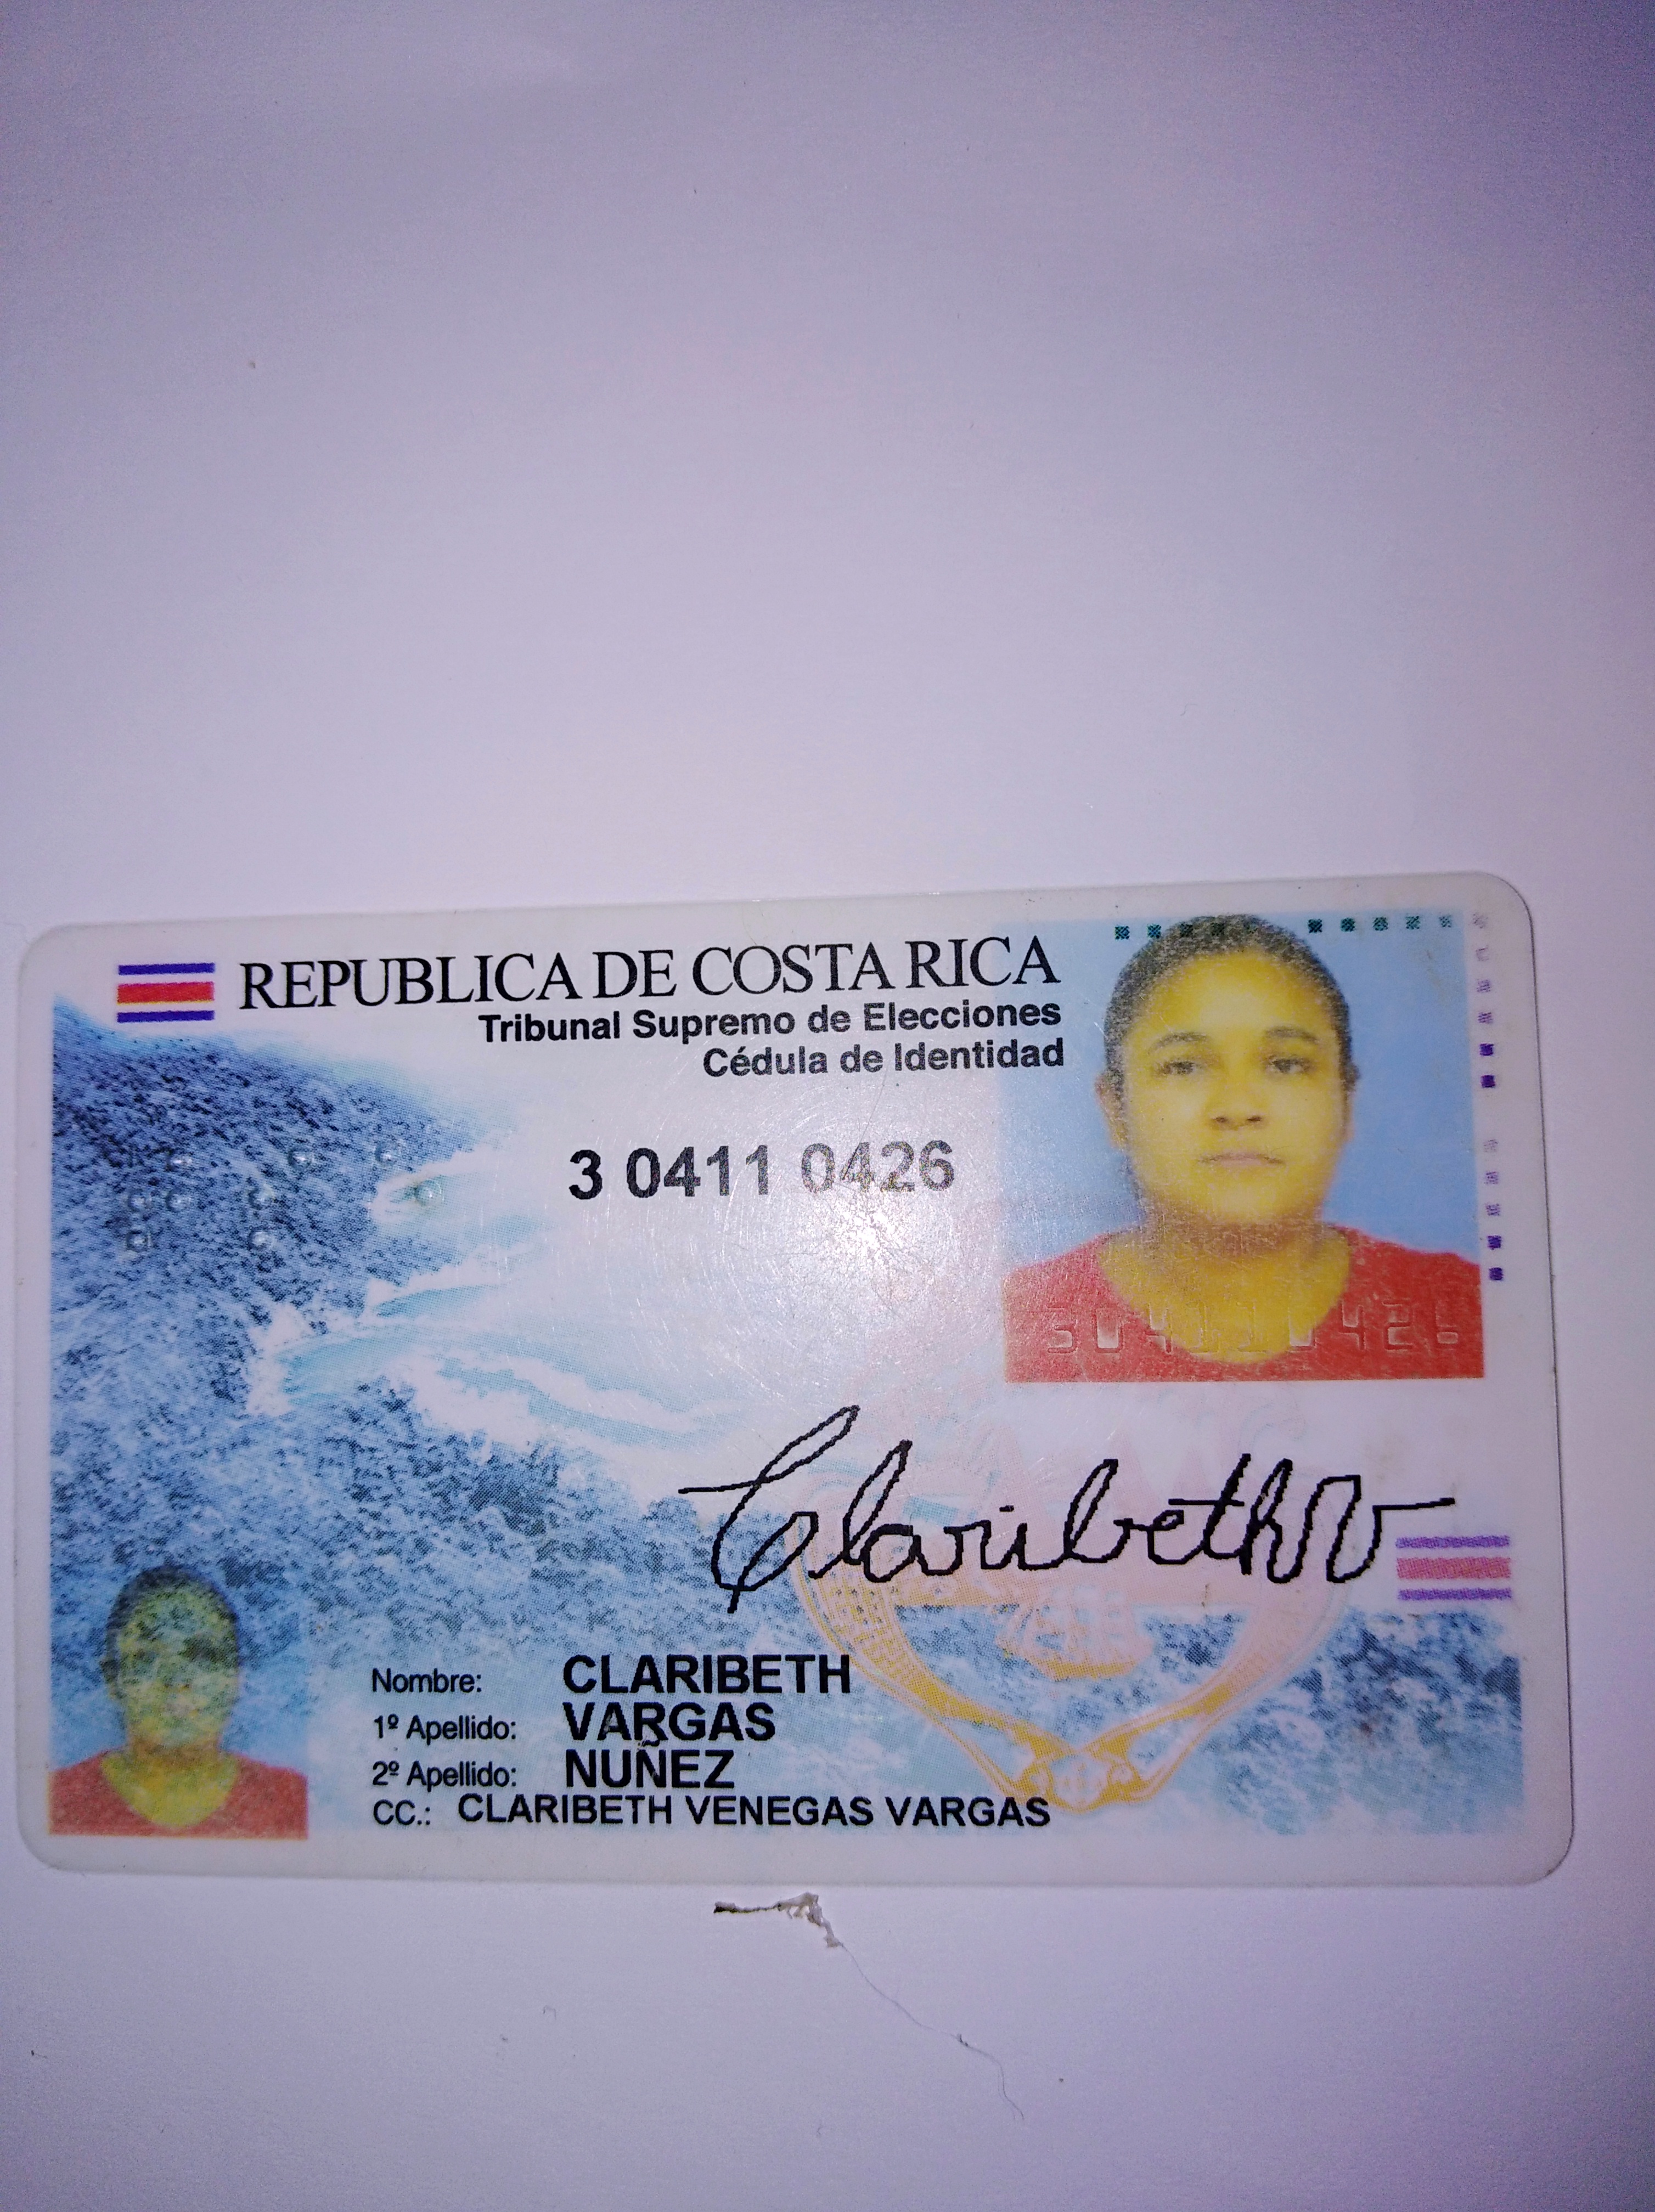 REPUBLICA DE COSTA RICA
Tribunal Supremo de Elecciones
Cédula de Identidad
3 0411 0426
304110426
Claribeth V
Nombre: CLARIBETH
1º Apellido: VARGAS
2º Apellido: NUÑEZ
CC.: CLARIBETH VENEGAS VARGAS